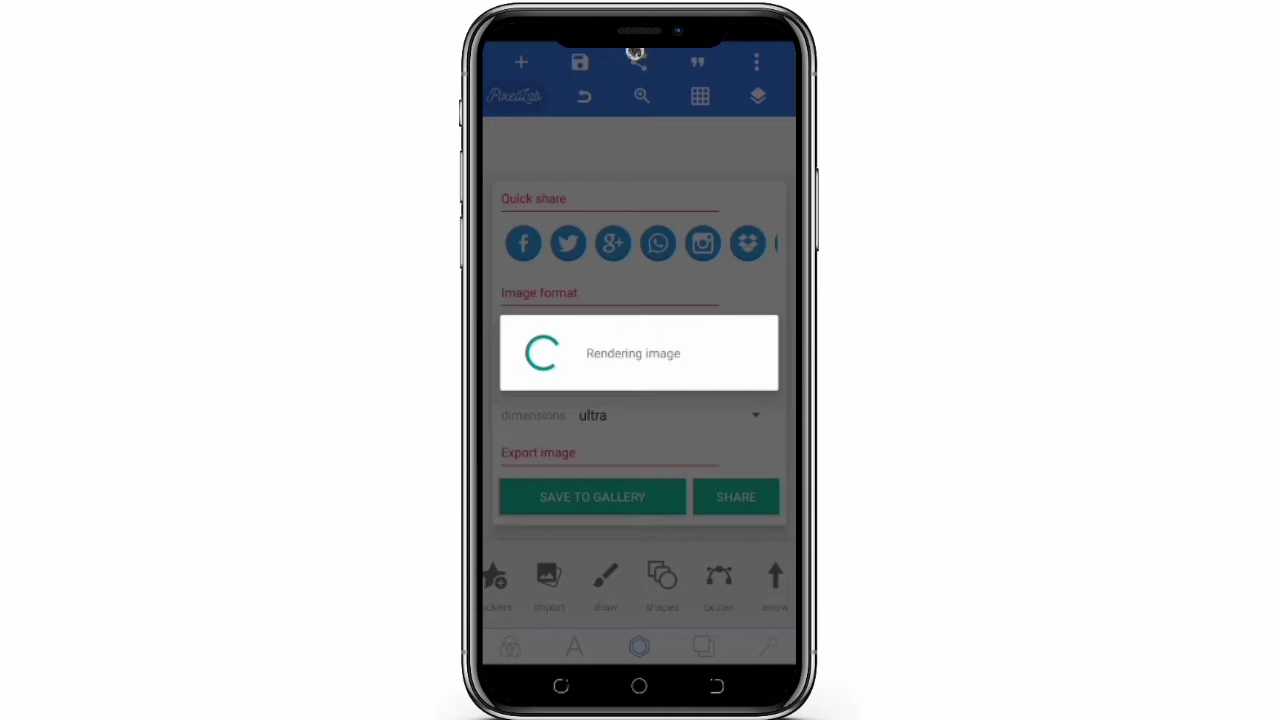 PixelLab
Quick share
Image format
Rendering image
dimensions : ultra
Export image
SAVE TO GALLERY SHARE
ckers import draw shapes bezier arrow